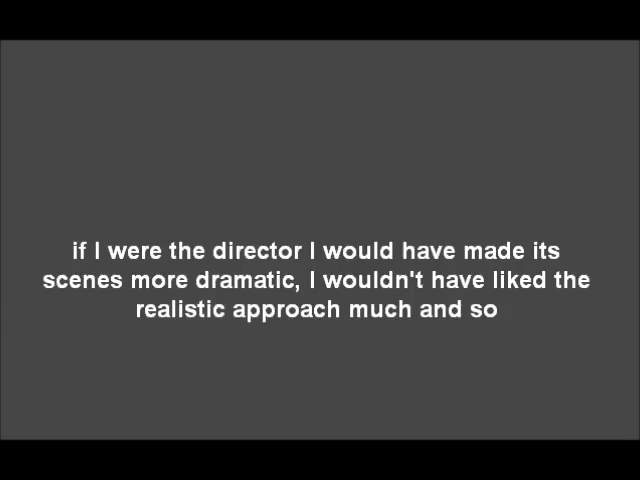 if I were the director I would have made its
scenes more dramatic, I wouldn't have liked the
realistic approach much and so